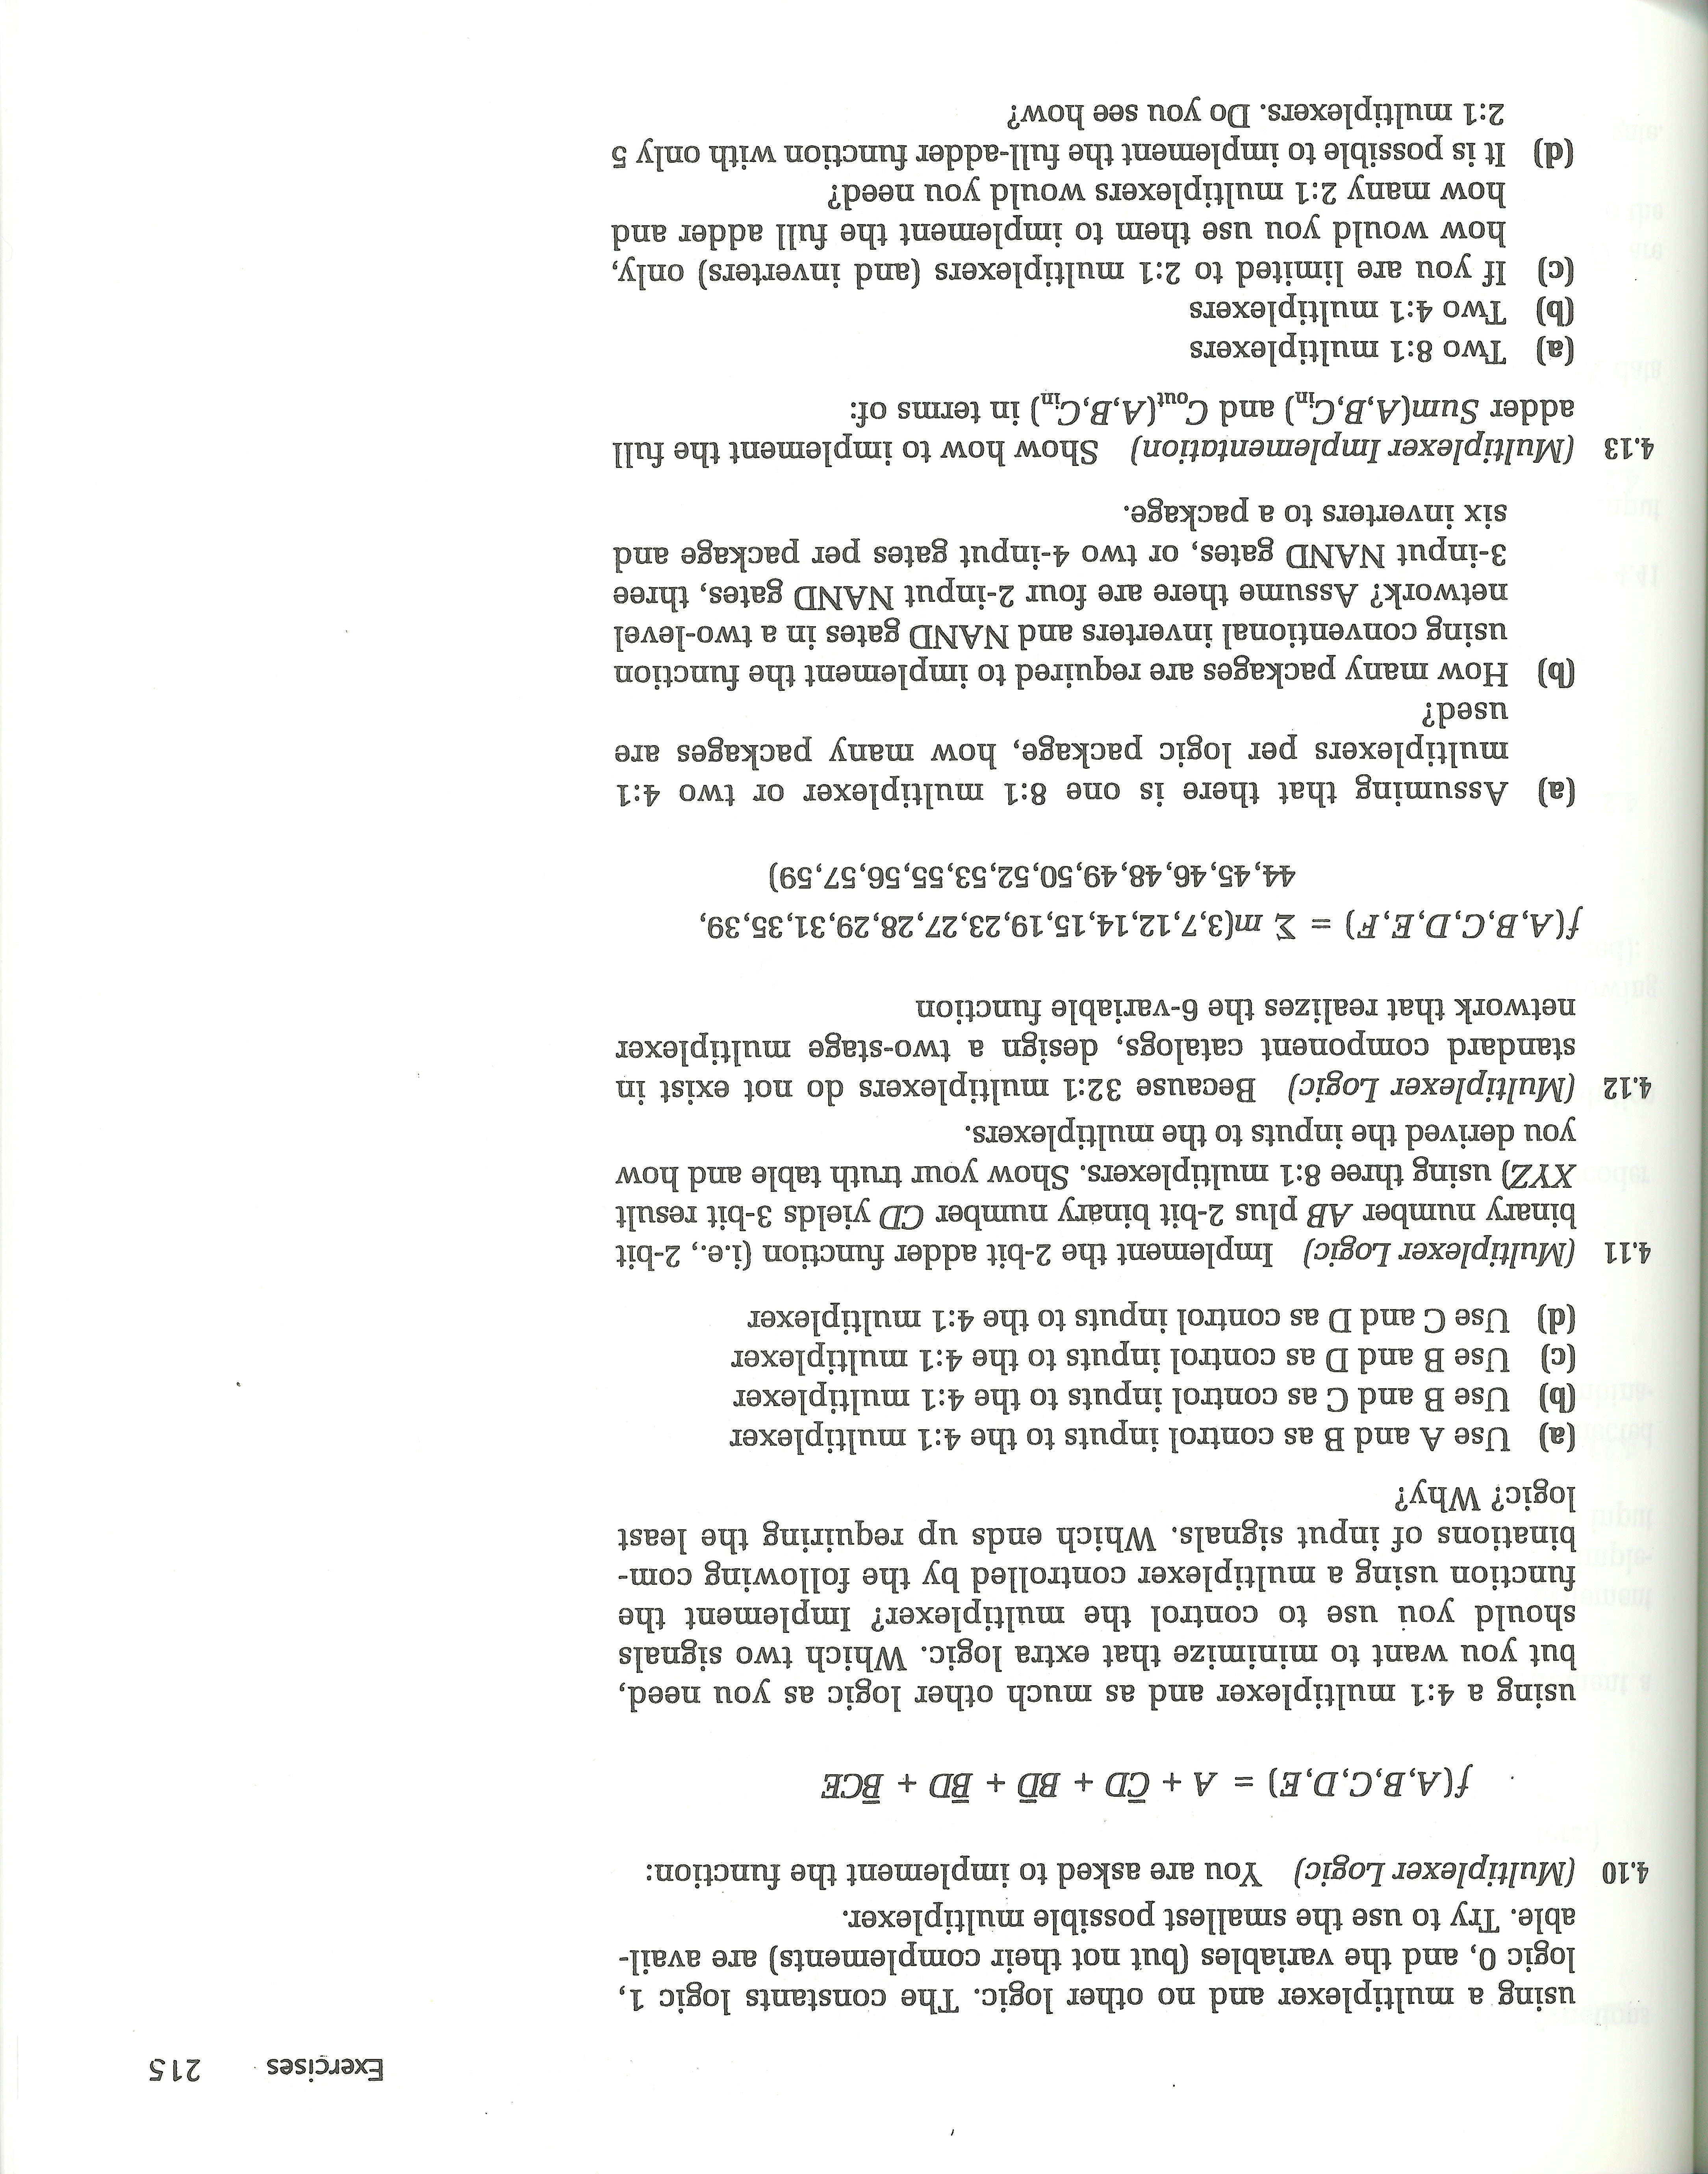 Exercises 215
using a multiplexer and no other logic. The constants logic 1,
logic 0, and the variables (but not their complements) are avail-
able. Try to use the smallest possible multiplexer.
4.10 (Multiplexer Logic) You are asked to implement the function:
f(A,B,C,D,E) = A + C̅D + BD̅ + B̅D + B̅CE
using a 4:1 multiplexer and as much other logic as you need,
but you want to minimize that extra logic. Which two signals
should you use to control the multiplexer? Implement the
function using a multiplexer controlled by the following com-
binations of input signals. Which ends up requiring the least
logic? Why?
(a) Use A and B as control inputs to the 4:1 multiplexer
(b) Use B and C as control inputs to the 4:1 multiplexer
(c) Use B and D as control inputs to the 4:1 multiplexer
(d) Use C and D as control inputs to the 4:1 multiplexer
4.11 (Multiplexer Logic) Implement the 2-bit adder function (i.e., 2-bit
binary number AB plus 2-bit binary number CD yields 3-bit result
XYZ) using three 8:1 multiplexers. Show your truth table and how
you derived the inputs to the multiplexers.
4.12 (Multiplexer Logic) Because 32:1 multiplexers do not exist in
standard component catalogs, design a two-stage multiplexer
network that realizes the 6-variable function
f(A,B,C,D,E,F) = Σ m(3,7,12,14,15,19,23,27,28,29,31,35,39,
44,45,46,48,49,50,52,53,55,56,57,59)
(a) Assuming that there is one 8:1 multiplexer or two 4:1
multiplexers per logic package, how many packages are
used?
(b) How many packages are required to implement the function
using conventional inverters and NAND gates in a two-level
network? Assume there are four 2-input NAND gates, three
3-input NAND gates, or two 4-input gates per package and
six inverters to a package.
4.13 (Multiplexer Implementation) Show how to implement the full
adder Sum(A,B,Cin) and Cout(A,B,Cin) in terms of:
(a) Two 8:1 multiplexers
(b) Two 4:1 multiplexers
(c) If you are limited to 2:1 multiplexers (and inverters) only,
how would you use them to implement the full adder and
how many 2:1 multiplexers would you need?
(d) It is possible to implement the full-adder function with only 5
2:1 multiplexers. Do you see how?